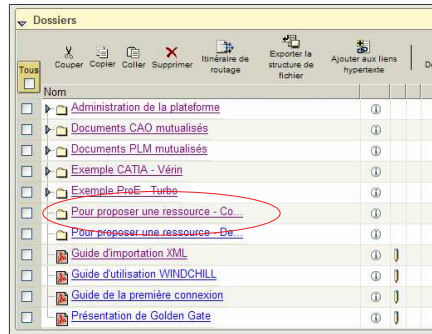 Dossiers
Tous
Couper Copier Coller Supprimer Itinéraire de routage Exporter la structure de fichier Ajouter aux liens hypertexte
Nom
Administration de la plateforme
Documents CAO mutualisés
Documents PLM mutualisés
Exemple CATIA - Vérin
Exemple ProE - Turbo
Pour proposer une ressource - Co...
Pour proposer une ressource - De...
Guide d'importation XML
Guide d'utilisation WINDCHILL
Guide de la première connexion
Présentation de Golden Gate